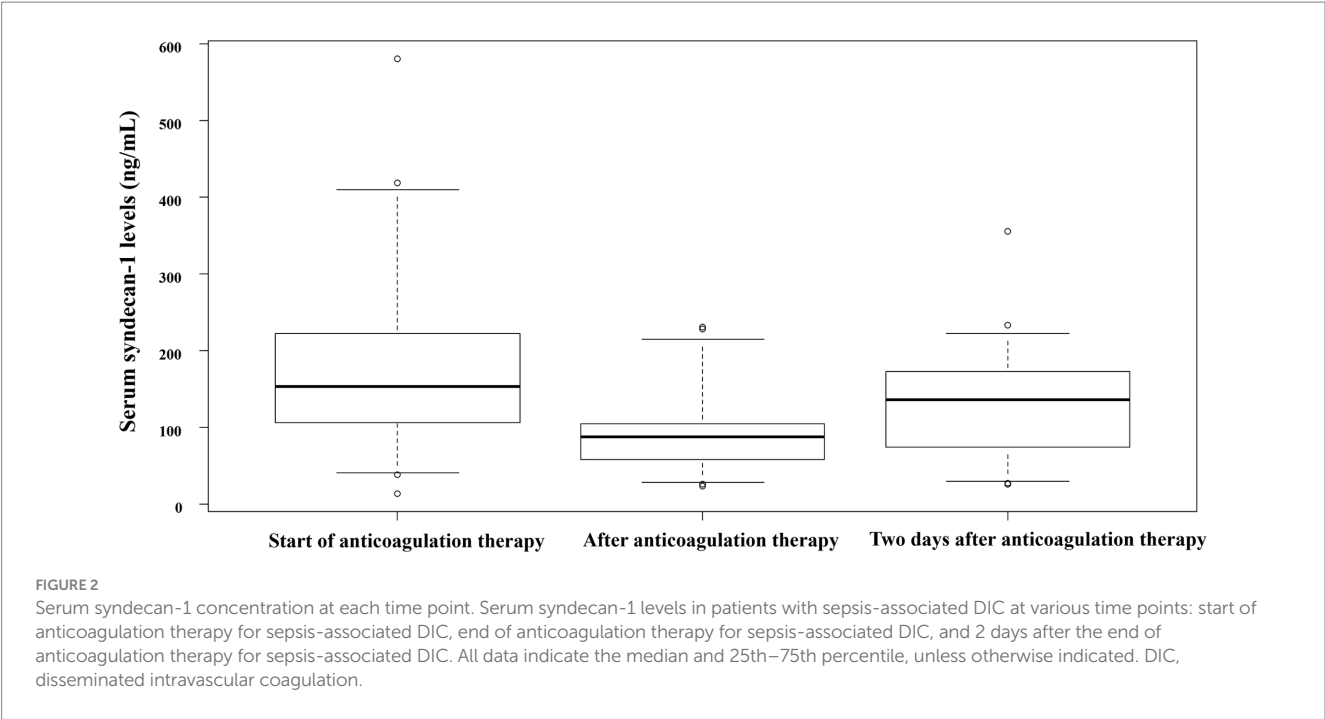 600
500
400
300
200
100
0
Serum syndecan-1 levels (ng/mL)
Start of anticoagulation therapy
After anticoagulation therapy
Two days after anticoagulation therapy
FIGURE 2
Serum syndecan-1 concentration at each time point. Serum syndecan-1 levels in patients with sepsis-associated DIC at various time points: start of
anticoagulation therapy for sepsis-associated DIC, end of anticoagulation therapy for sepsis-associated DIC, and 2 days after the end of
anticoagulation therapy for sepsis-associated DIC. All data indicate the median and 25th–75th percentile, unless otherwise indicated. DIC,
disseminated intravascular coagulation.